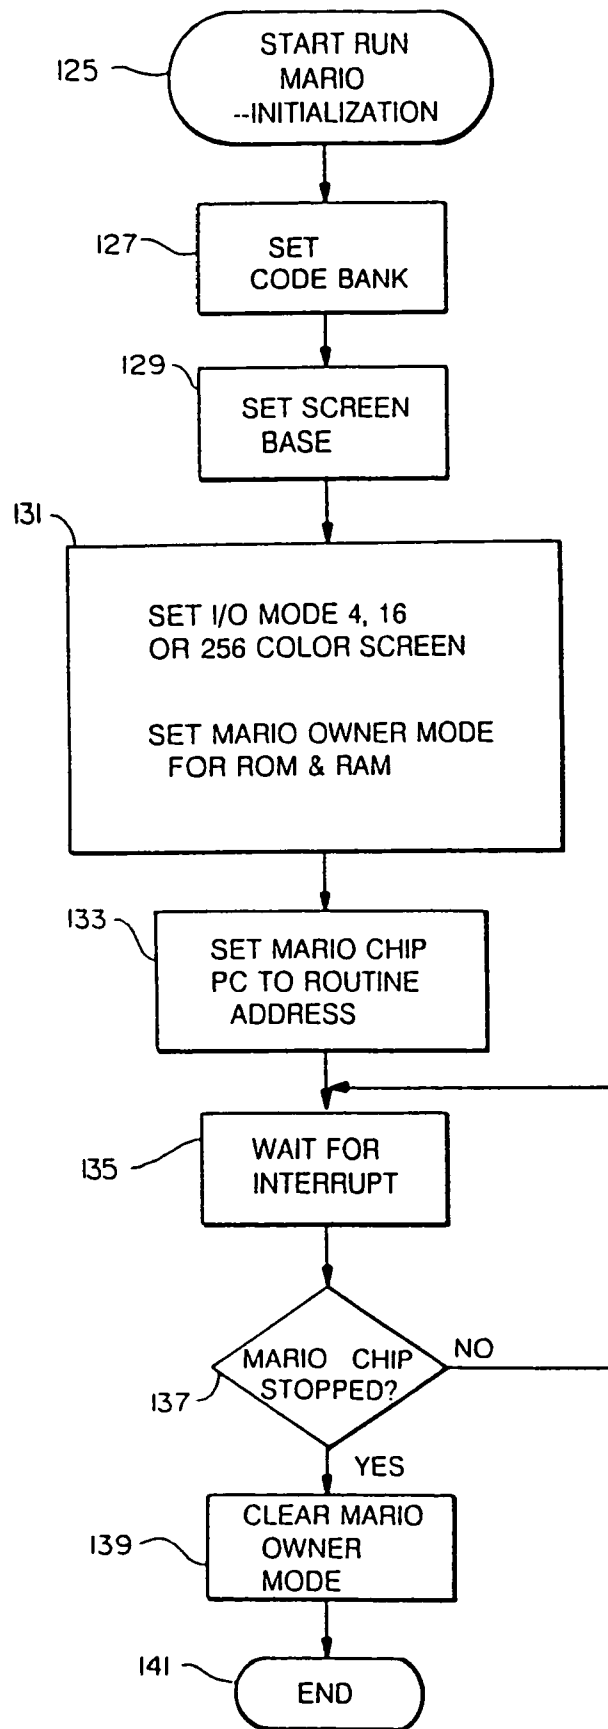 START RUN
MARIO
--INITIALIZATION
125
SET
CODE BANK
127
129
SET SCREEN
BASE
131
SET I/O MODE 4, 16
OR 256 COLOR SCREEN
SET MARIO OWNER MODE
FOR ROM & RAM
133
SET MARIO CHIP
PC TO ROUTINE
ADDRESS
135
WAIT FOR
INTERRUPT
MARIO CHIP
STOPPED?
NO
137
YES
CLEAR MARIO
OWNER
MODE
139
141
END